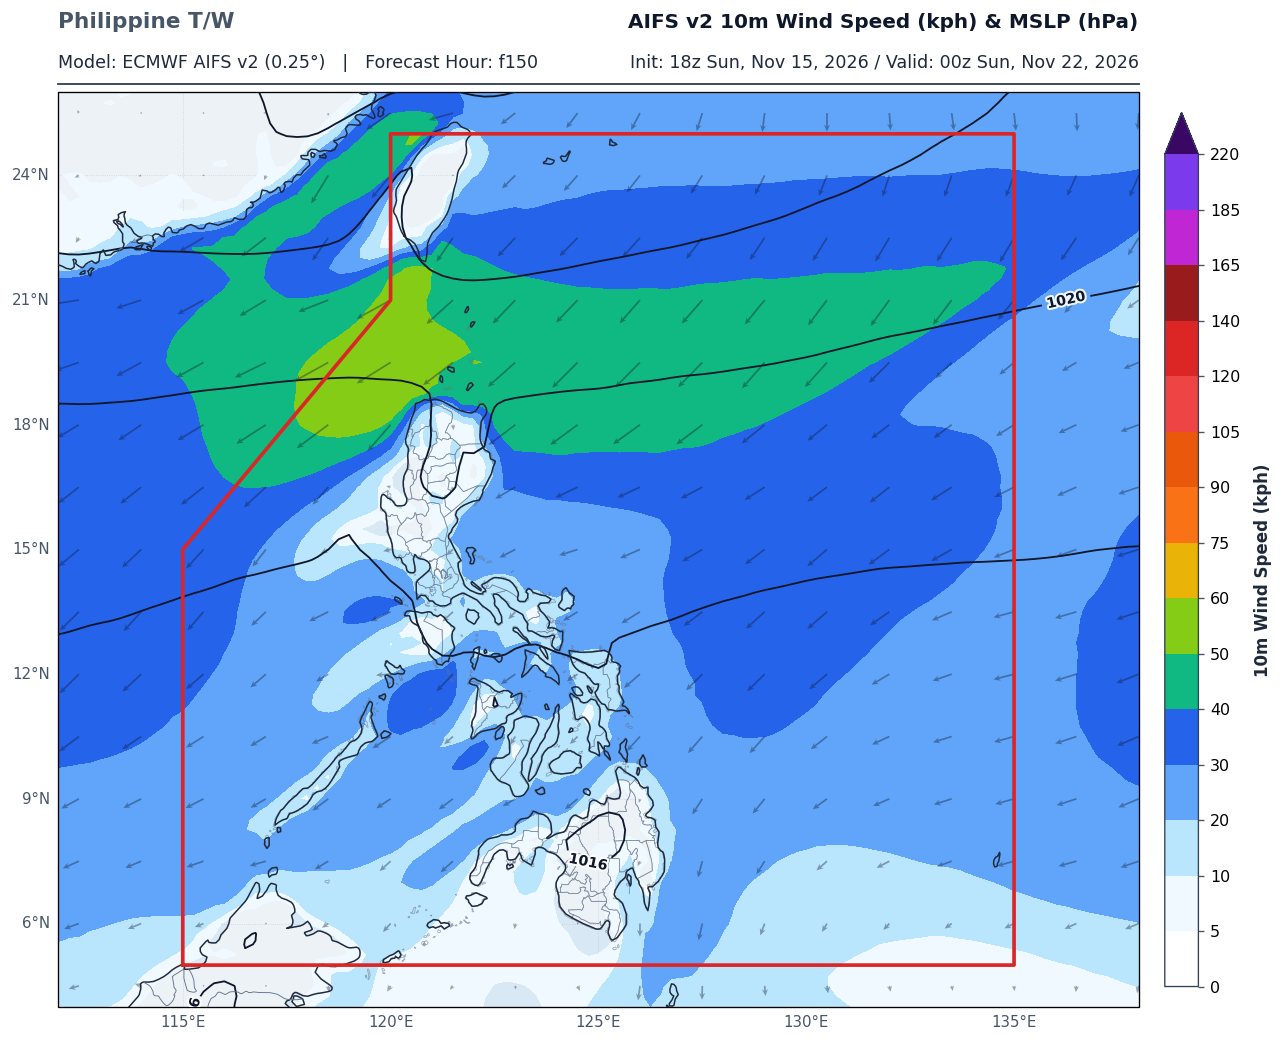 Philippine T/W
AIFS v2 10m Wind Speed (kph) & MSLP (hPa)
Model: ECMWF AIFS v2 (0.25°) | Forecast Hour: f150
Init: 18z Sun, Nov 15, 2026 / Valid: 00z Sun, Nov 22, 2026
24°N
21°N
18°N
15°N
12°N
9°N
6°N
115°E
120°E
125°E
130°E
135°E
1020
1016
220
185
165
140
120
105
90
75
60
50
40
30
20
10
5
0
10m Wind Speed (kph)